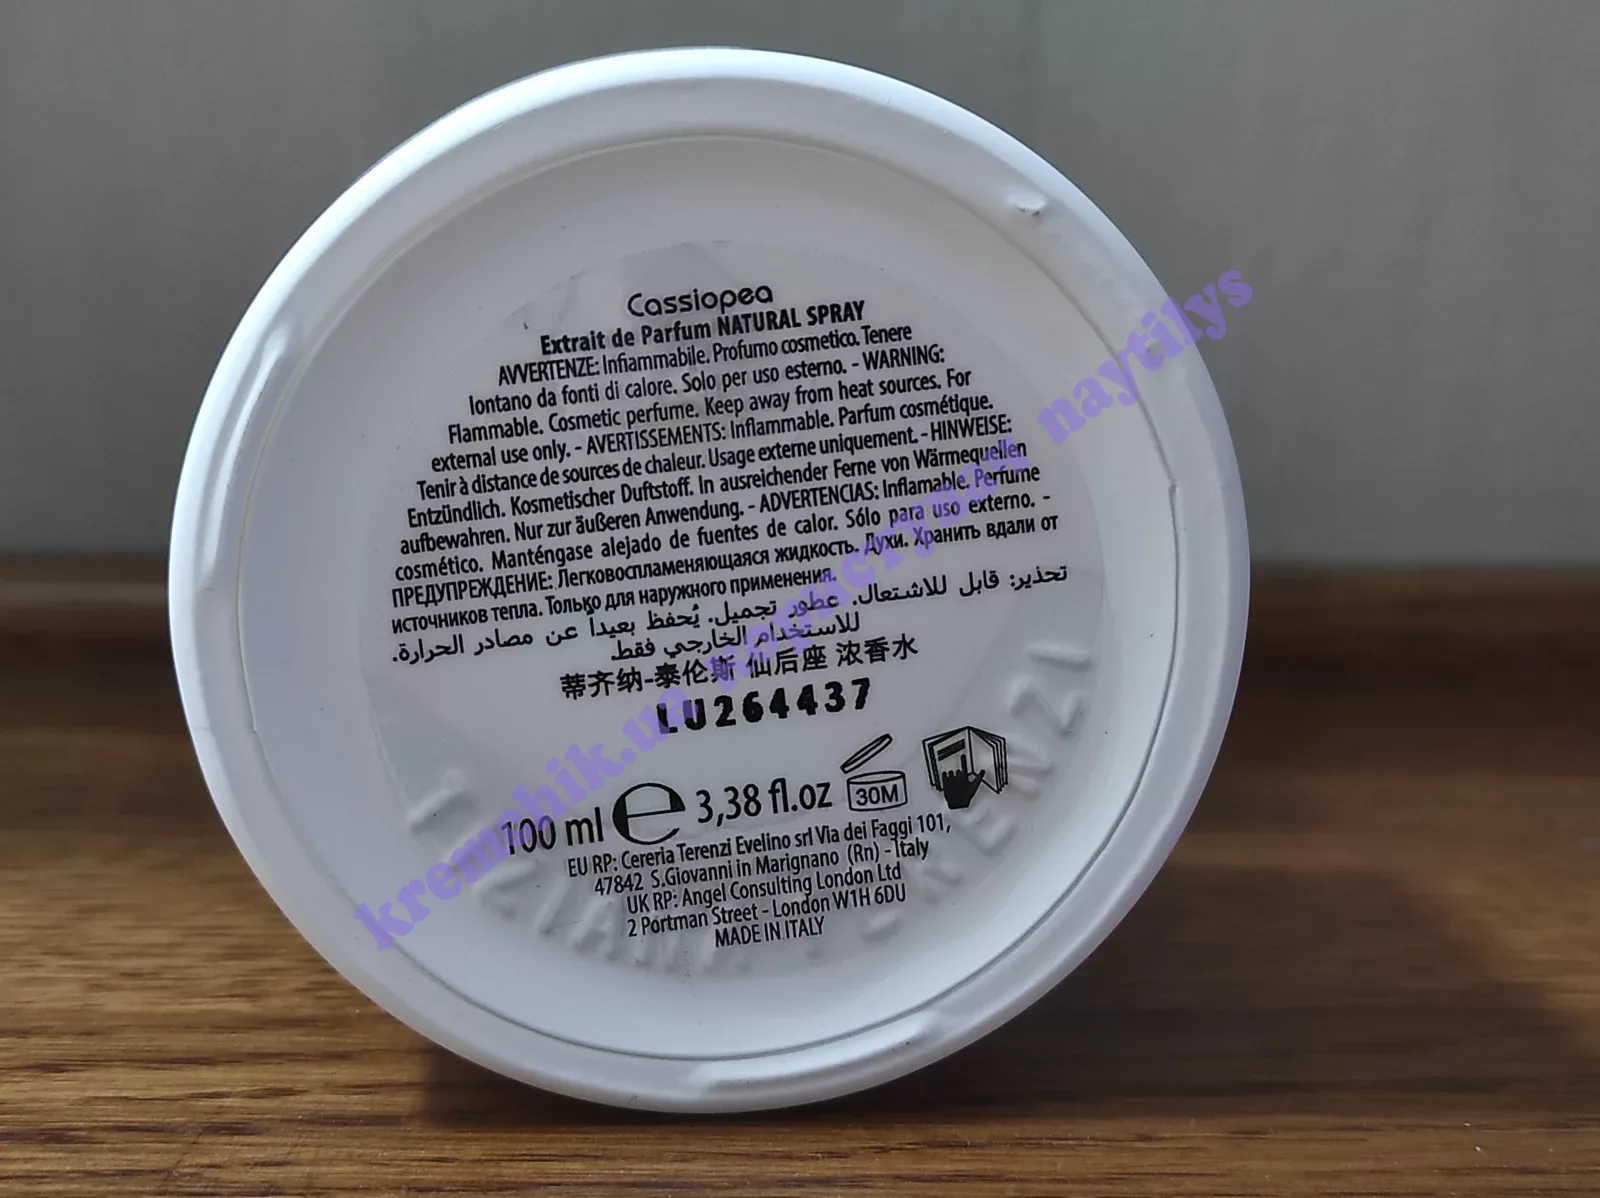 Cassiopea
Extrait de Parfum NATURAL SPRAY
AVVERTENZE: Infiammabile. Profumo cosmetico. Tenere
lontano da fonti di calore. Solo per uso esterno. - WARNING:
Flammable. Cosmetic perfume. Keep away from heat sources. For
external use only. - AVERTISSEMENTS: Inflammable. Parfum cosmétique.
Tenir à distance de sources de chaleur. Usage externe uniquement. - HINWEISE:
Entzündlich. Kosmetischer Duftstoff. In ausreichender Ferne von Wärmequellen
aufbewahren. Nur zur äußeren Anwendung. - ADVERTENCIAS: Inflamable. Perfume
cosmético. Manténgase alejado de fuentes de calor. Sólo para uso externo. -
ПРЕДУПРЕЖДЕНИЕ: Легковоспламеняющаяся жидкость. Духи. Хранить вдали от
источников тепла. Только для наружного применения.
تحذير: قابل للاشتعال. عطور تجميل. يُحفظ بعيداً عن مصادر الحرارة.
للاستخدام الخارجي فقط
蒂齐纳-泰伦斯 仙后座 浓香水
LU264437
100 ml e 3,38 fl.oz 30M
EU RP: Cereria Terenzi Evelino srl Via dei Faggi 101,
47842 S.Giovanni in Marignano (Rn) - Italy
UK RP: Angel Consulting London Ltd
2 Portman Street - London W1H 6DU
MADE IN ITALY